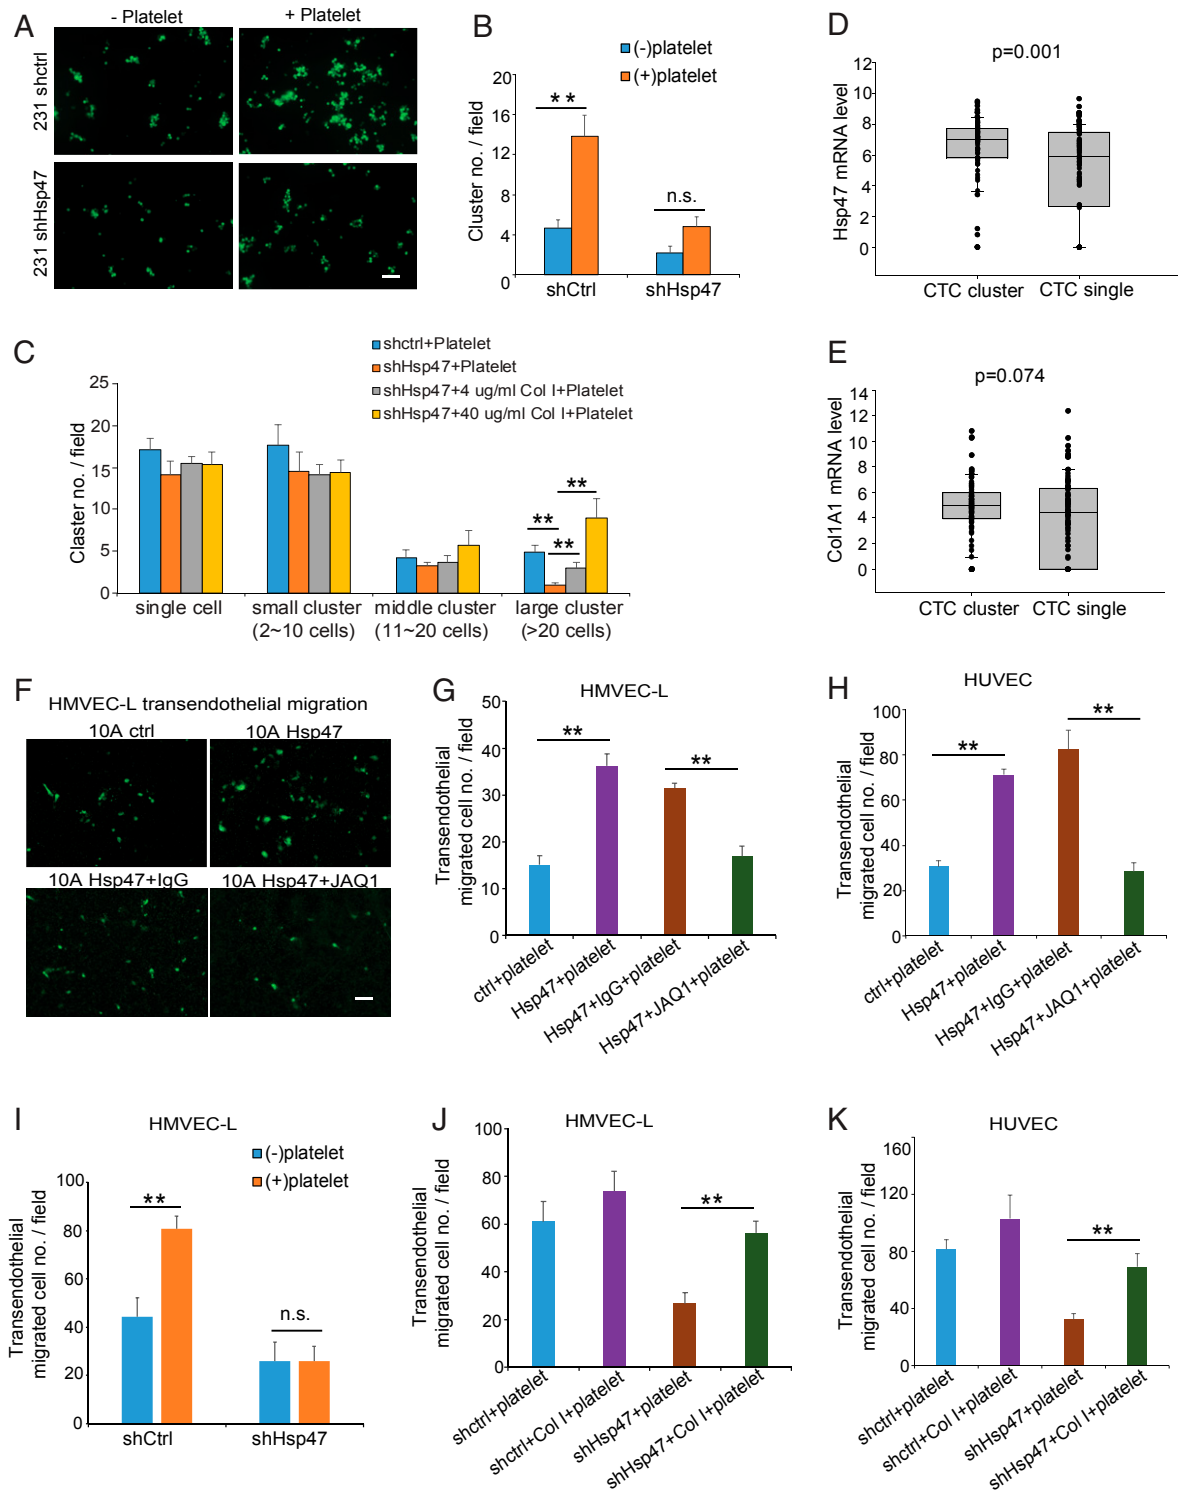 A
- Platelet
+ Platelet
231 shctrl
231 shHsp47
B
(-)platelet
(+)platelet
Cluster no. / field
20
16
12
8
4
0
**
n.s.
shCtrl
shHsp47
D
p=0.001
Hsp47 mRNA level
12
10
8
6
4
2
0
CTC cluster
CTC single
C
shctrl+Platelet
shHsp47+Platelet
shHsp47+4 ug/ml Col I+Platelet
shHsp47+40 ug/ml Col I+Platelet
Claster no. / field
25
20
15
10
5
0
**
**
**
single cell
small cluster
(2~10 cells)
middle cluster
(11~20 cells)
large cluster
(>20 cells)
E
p=0.074
Col1A1 mRNA level
14
12
10
8
6
4
2
0
CTC cluster
CTC single
F
HMVEC-L transendothelial migration
10A ctrl
10A Hsp47
10A Hsp47+IgG
10A Hsp47+JAQ1
G
HMVEC-L
Transendothelial
migrated cell no. / field
50
40
30
20
10
0
**
**
ctrl+platelet
Hsp47+platelet
Hsp47+IgG+platelet
Hsp47+JAQ1+platelet
H
HUVEC
Transendothelial
migrated cell no. / field
100
80
60
40
20
0
**
**
ctrl+platelet
Hsp47+platelet
Hsp47+IgG+platelet
Hsp47+JAQ1+platelet
I
HMVEC-L
(-)platelet
(+)platelet
Transendothelial
migrated cell no. / field
100
80
60
40
20
0
**
n.s.
shCtrl
shHsp47
J
HMVEC-L
Transendothelial
migrated cell no. / field
100
80
60
40
20
0
**
shctrl+platelet
shctrl+Col I+platelet
shHsp47+platelet
shHsp47+Col I+platelet
K
HUVEC
Transendothelial
migrated cell no. / field
160
120
80
40
0
**
shctrl+platelet
shctrl+Col I+platelet
shHsp47+platelet
shHsp47+Col I+platelet